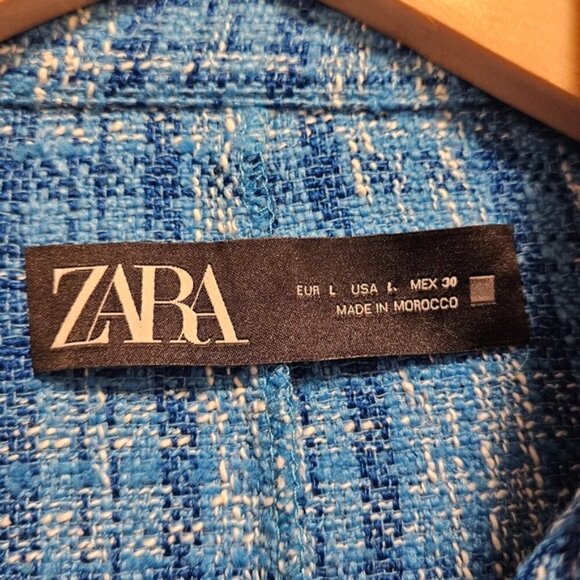 ZARA
EUR L USA L MEX 30
MADE IN MOROCCO